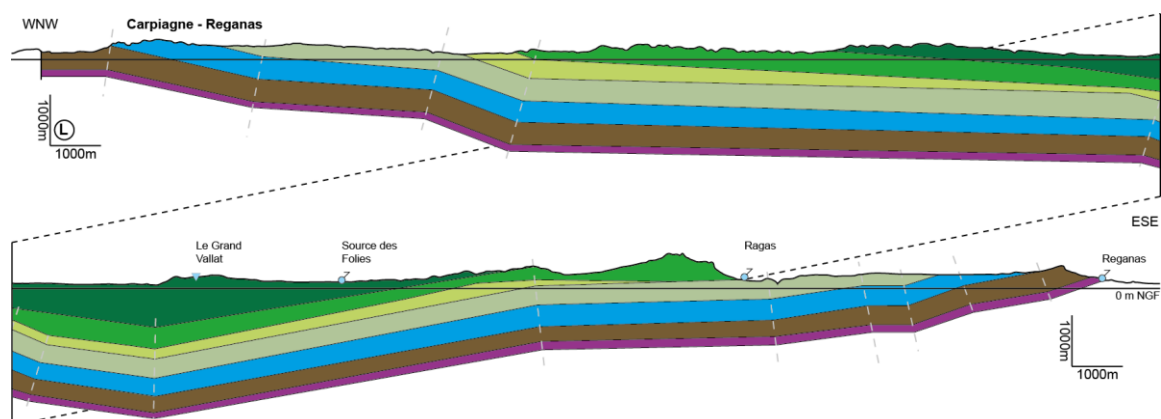 WNW
Carpiagne - Reganas
1000m
L
1000m
ESE
Le Grand
Vallat
Source des
Folies
Ragas
Reganas
0 m NGF
1000m
1000m